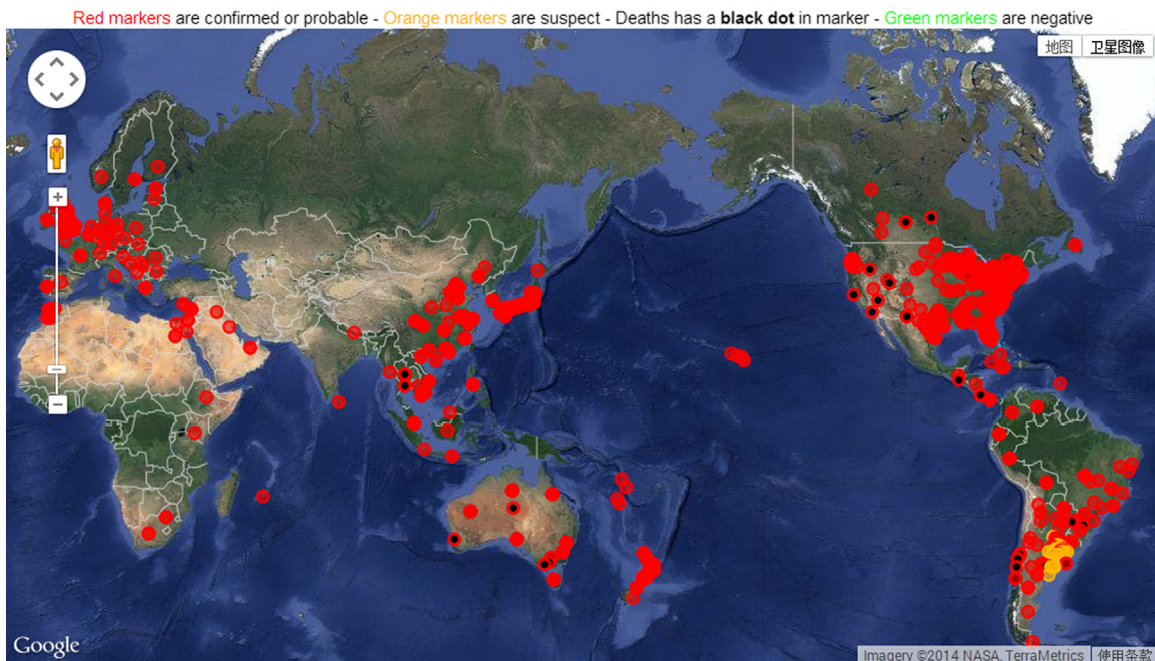 Red markers are confirmed or probable - Orange markers are suspect - Deaths has a black dot in marker - Green markers are negative
地图 卫星图像
Google
Imagery ©2014 NASA, TerraMetrics 使用条款